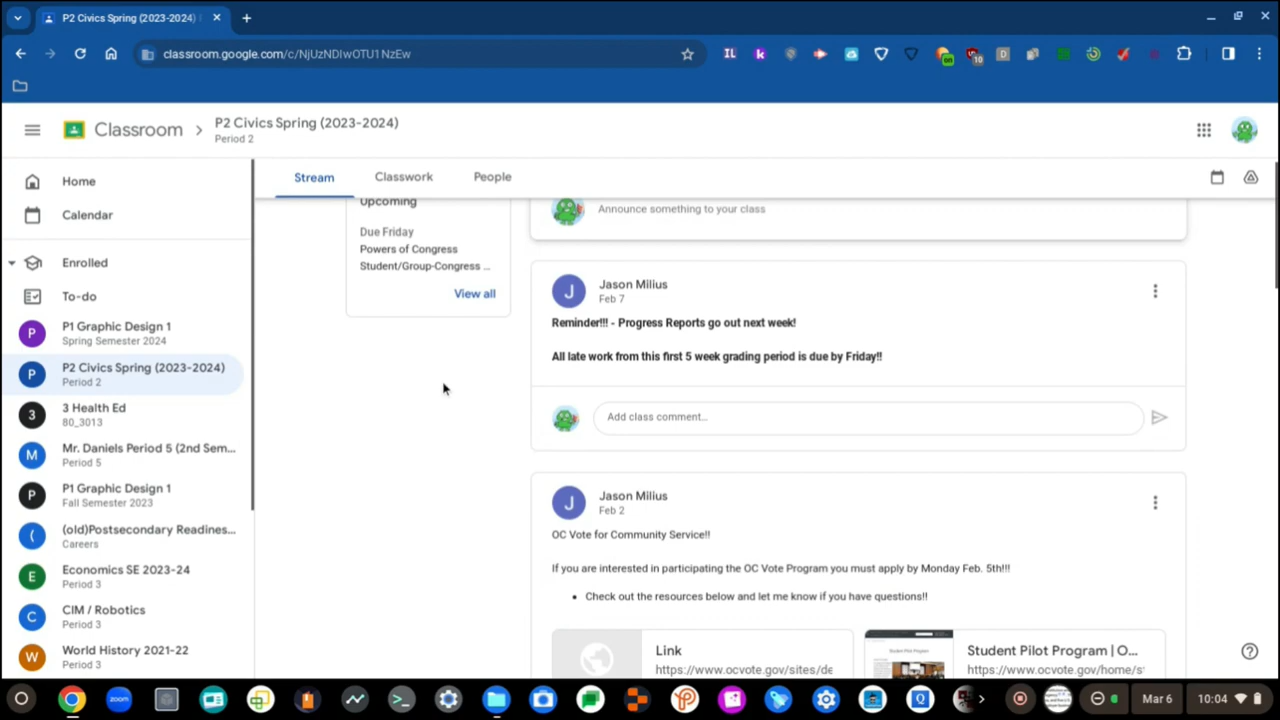 P2 Civics Spring (2023-2024)
classroom.google.com/c/NjUzNDIwOTU1NzEw
IL
k
on
10
D
Classroom
P2 Civics Spring (2023-2024)
Period 2
Home
Calendar
Enrolled
To-do
P
P1 Graphic Design 1
Spring Semester 2024
P
P2 Civics Spring (2023-2024)
Period 2
3
3 Health Ed
80_3013
M
Mr. Daniels Period 5 (2nd Sem...
Period 5
P
P1 Graphic Design 1
Fall Semester 2023
(
(old)Postsecondary Readines...
Careers
E
Economics SE 2023-24
Period 3
C
CIM / Robotics
Period 3
W
World History 2021-22
Period 3
Stream
Classwork
People
Upcoming
Due Friday
Powers of Congress
Student/Group-Congress ...
View all
Announce something to your class
J
Jason Milius
Feb 7
Reminder!!! - Progress Reports go out next week!
All late work from this first 5 week grading period is due by Friday!!
Add class comment...
J
Jason Milius
Feb 2
OC Vote for Community Service!!
If you are interested in participating the OC Vote Program you must apply by Monday Feb. 5th!!!
• Check out the resources below and let me know if you have questions!!
Link
https://www.ocvote.gov/sites/de
Student Pilot Program | O...
https://www.ocvote.gov/home/s
zoom
Q
Mar 6
10:04